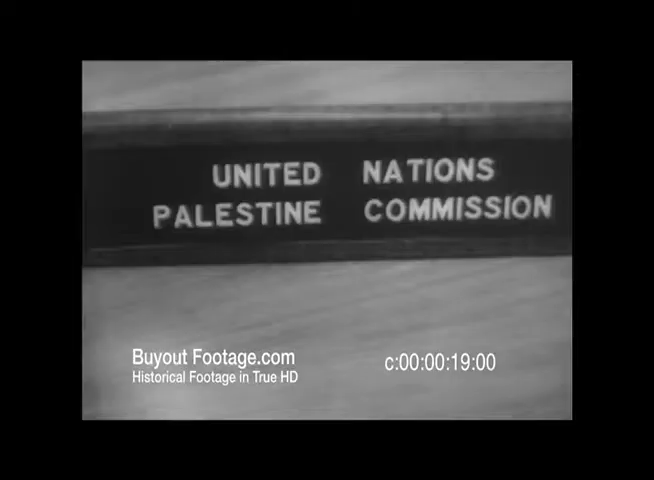 UNITED NATIONS
PALESTINE COMMISSION
Buyout Footage.com
Historical Footage in True HD
c:00:00:19:00